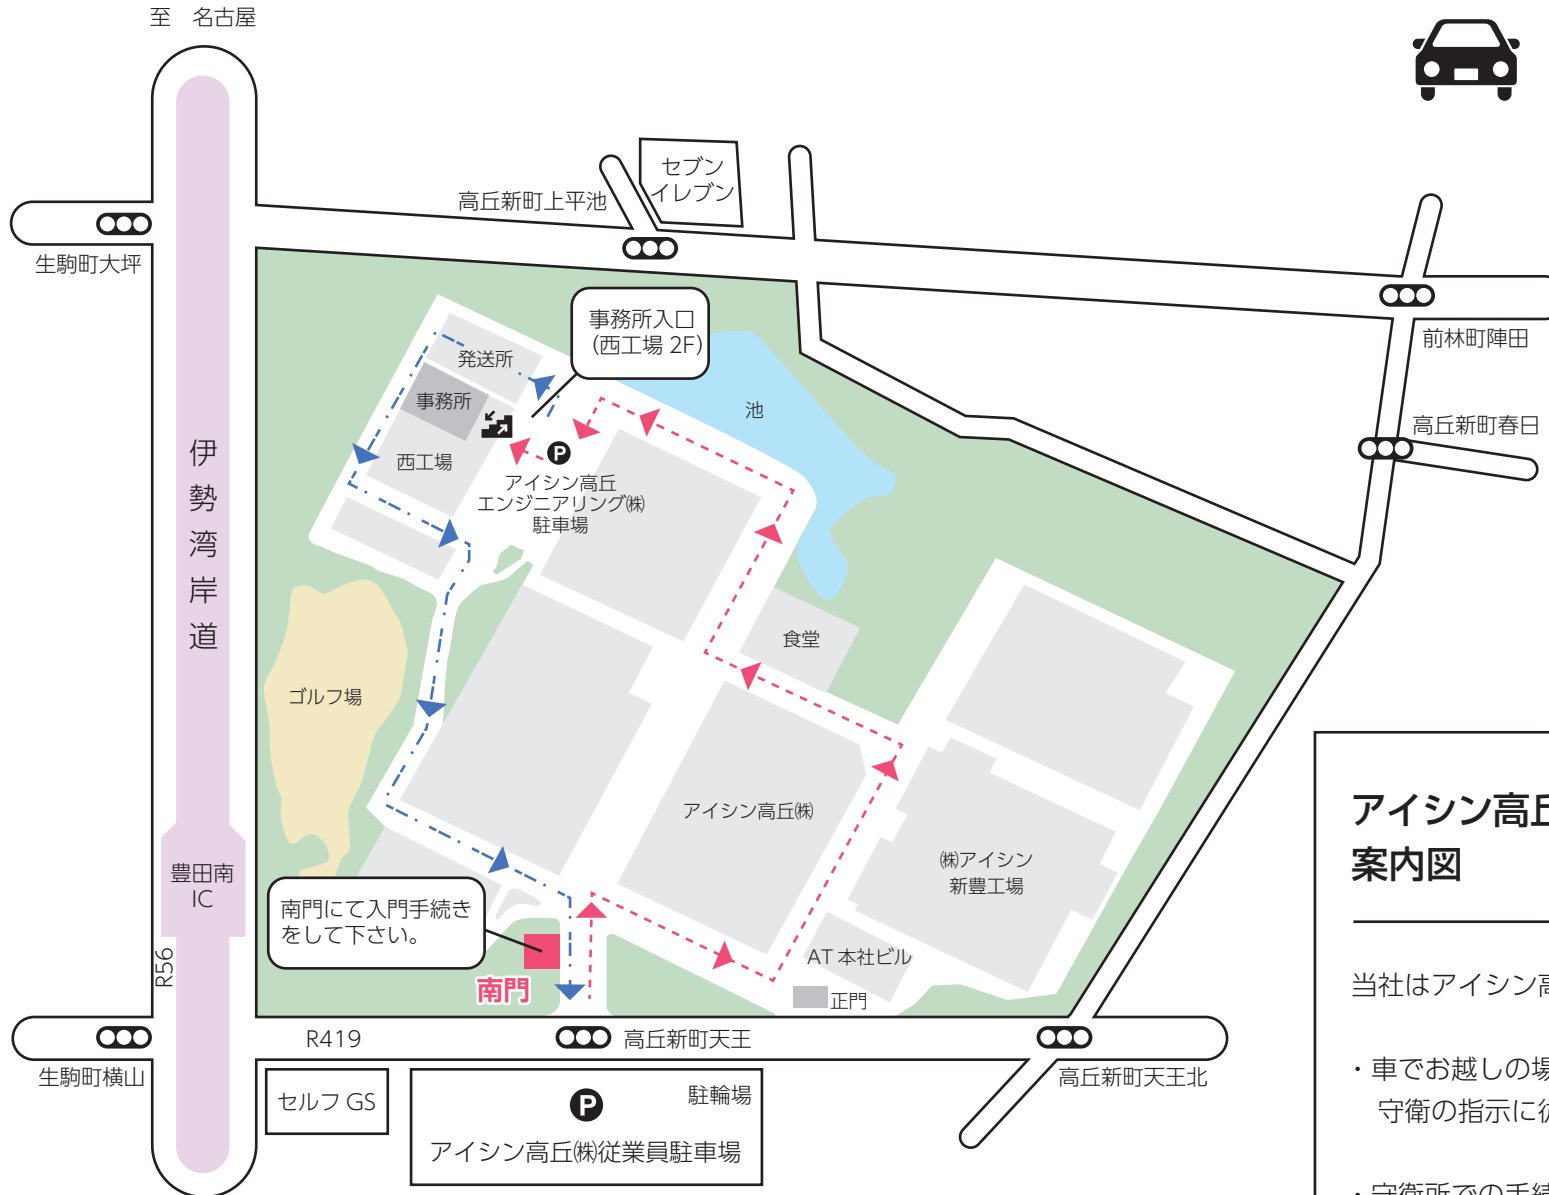 至　名古屋
セブン
イレブン
高丘新町上平池
生駒町大坪
事務所入口
(西工場 2F)
前林町陣田
発送所
事務所
池
高丘新町春日
西工場
P
アイシン高丘
エンジニアリング㈱
駐車場
伊勢湾岸道
食堂
ゴルフ場
アイシン高丘㈱
㈱アイシン
新豊工場
豊田南
IC
南門にて入門手続き
をして下さい。
R56
南門
AT 本社ビル
正門
R419
高丘新町天王
生駒町横山
高丘新町天王北
セルフ GS
P
駐輪場
アイシン高丘㈱従業員駐車場
アイシン高丘
案内図
当社はアイシン高
・車でお越しの場
守衛の指示に従
・守衛所での手続